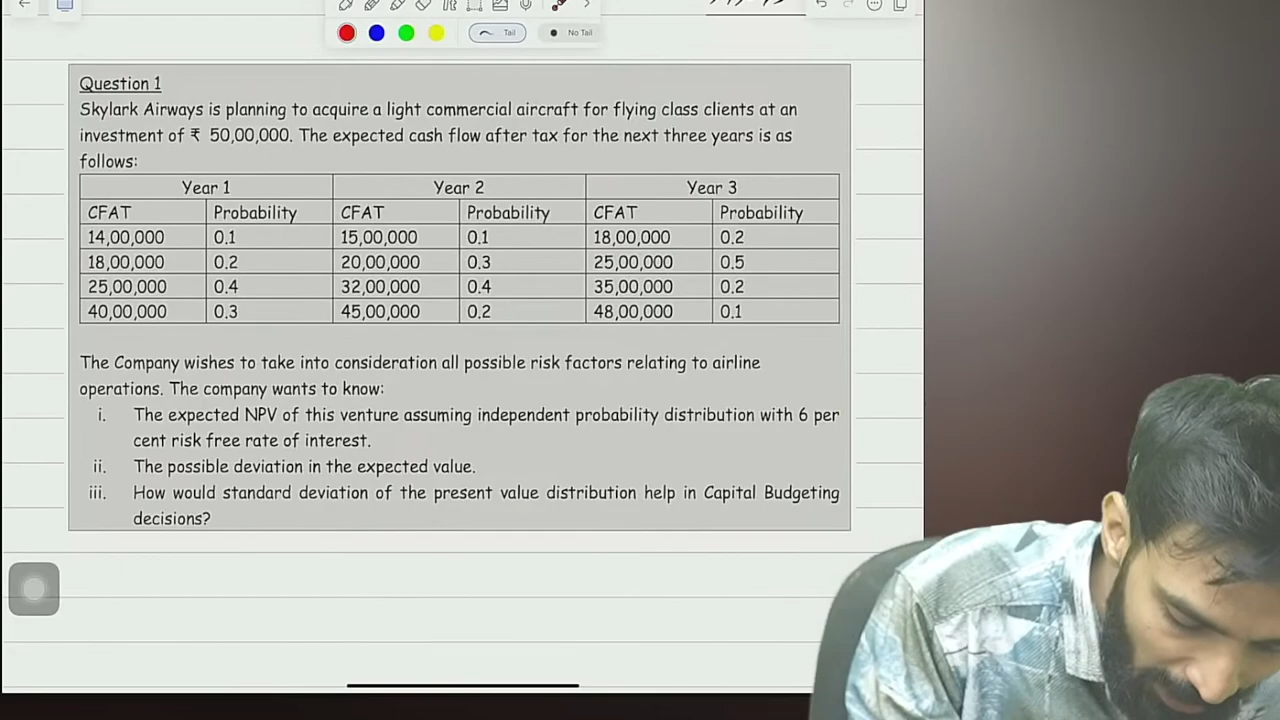 Tail
No Tail
Question 1
Skylark Airways is planning to acquire a light commercial aircraft for flying class clients at an
investment of ₹ 50,00,000. The expected cash flow after tax for the next three years is as
follows:
Year 1 Year 2 Year 3
CFAT Probability CFAT Probability CFAT Probability
14,00,000 0.1 15,00,000 0.1 18,00,000 0.2
18,00,000 0.2 20,00,000 0.3 25,00,000 0.5
25,00,000 0.4 32,00,000 0.4 35,00,000 0.2
40,00,000 0.3 45,00,000 0.2 48,00,000 0.1
The Company wishes to take into consideration all possible risk factors relating to airline
operations. The company wants to know:
i. The expected NPV of this venture assuming independent probability distribution with 6 per
cent risk free rate of interest.
ii. The possible deviation in the expected value.
iii. How would standard deviation of the present value distribution help in Capital Budgeting
decisions?